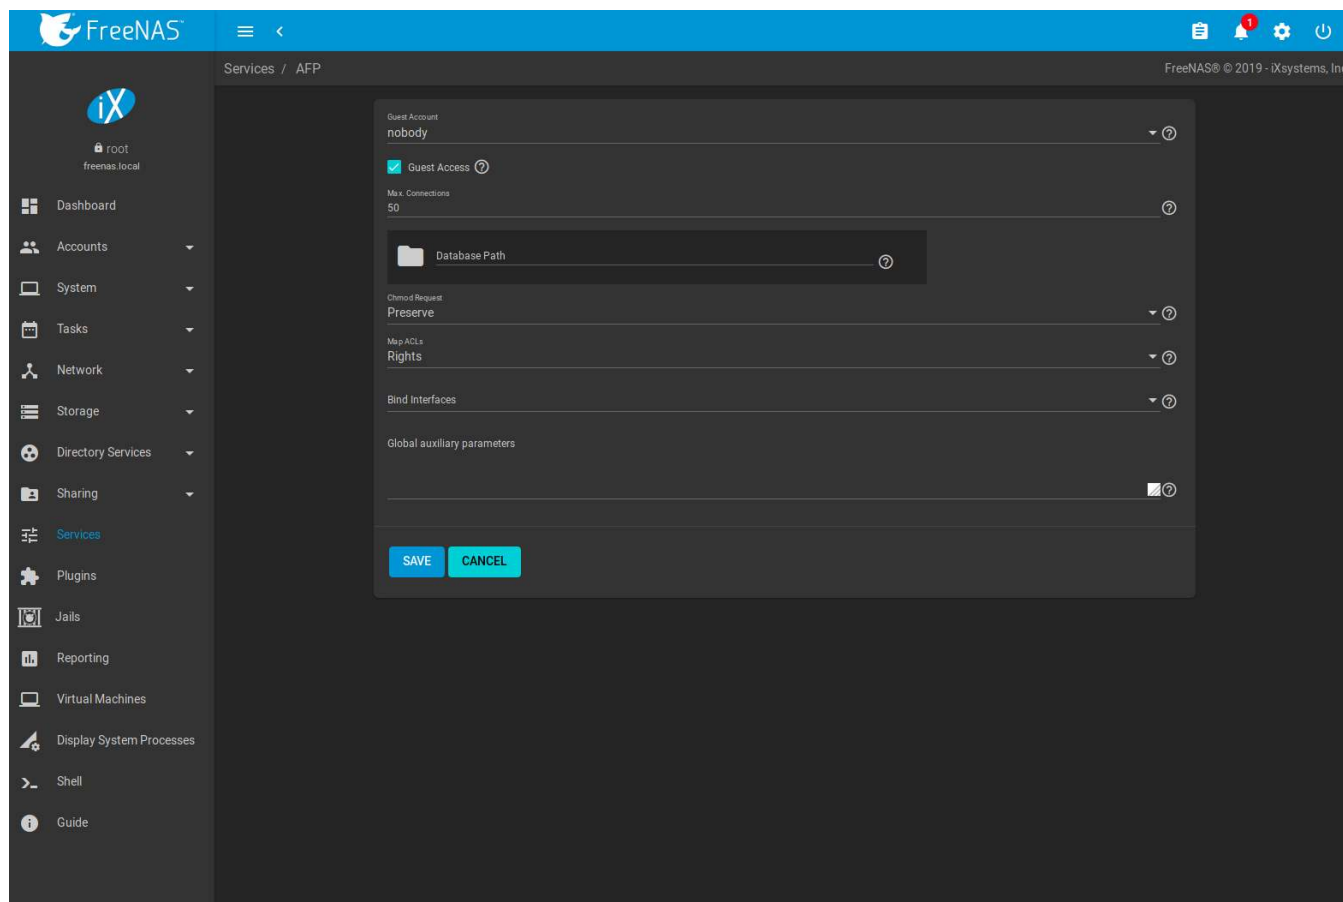 FreeNAS
1
Services / AFP
FreeNAS® © 2019 - iXsystems, Inc
iX
root
freenas.local
Dashboard
Accounts
System
Tasks
Network
Storage
Directory Services
Sharing
Services
Plugins
Jails
Reporting
Virtual Machines
Display System Processes
Shell
Guide
Guest Account
nobody
Guest Access
Max. Connections
50
Database Path
Chmod Request
Preserve
Map ACLs
Rights
Bind Interfaces
Global auxiliary parameters
SAVE
CANCEL